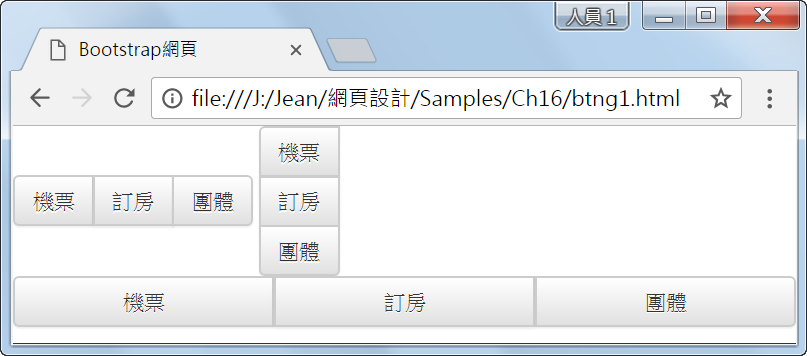 人員 1
Bootstrap網頁
file:///J:/Jean/網頁設計/Samples/Ch16/btng1.html
機票 訂房 團體
機票
訂房
團體
機票 訂房 團體